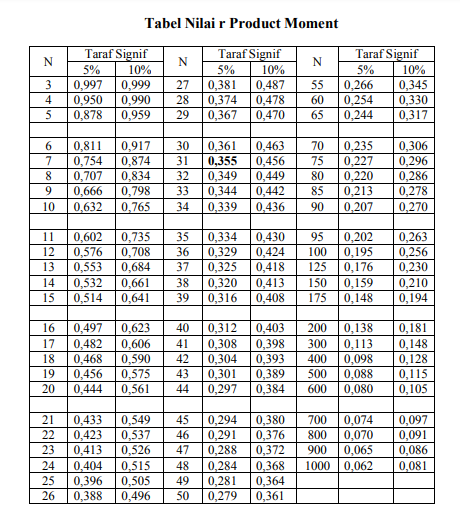 Tabel Nilai r Product Moment
N Taraf Signif N Taraf Signif N Taraf Signif
5% 10% 5% 10% 5% 10%
3 0,997 0,999 27 0,381 0,487 55 0,266 0,345
4 0,950 0,990 28 0,374 0,478 60 0,254 0,330
5 0,878 0,959 29 0,367 0,470 65 0,244 0,317
6 0,811 0,917 30 0,361 0,463 70 0,235 0,306
7 0,754 0,874 31 0,355 0,456 75 0,227 0,296
8 0,707 0,834 32 0,349 0,449 80 0,220 0,286
9 0,666 0,798 33 0,344 0,442 85 0,213 0,278
10 0,632 0,765 34 0,339 0,436 90 0,207 0,270
11 0,602 0,735 35 0,334 0,430 95 0,202 0,263
12 0,576 0,708 36 0,329 0,424 100 0,195 0,256
13 0,553 0,684 37 0,325 0,418 125 0,176 0,230
14 0,532 0,661 38 0,320 0,413 150 0,159 0,210
15 0,514 0,641 39 0,316 0,408 175 0,148 0,194
16 0,497 0,623 40 0,312 0,403 200 0,138 0,181
17 0,482 0,606 41 0,308 0,398 300 0,113 0,148
18 0,468 0,590 42 0,304 0,393 400 0,098 0,128
19 0,456 0,575 43 0,301 0,389 500 0,088 0,115
20 0,444 0,561 44 0,297 0,384 600 0,080 0,105
21 0,433 0,549 45 0,294 0,380 700 0,074 0,097
22 0,423 0,537 46 0,291 0,376 800 0,070 0,091
23 0,413 0,526 47 0,288 0,372 900 0,065 0,086
24 0,404 0,515 48 0,284 0,368 1000 0,062 0,081
25 0,396 0,505 49 0,281 0,364
26 0,388 0,496 50 0,279 0,361